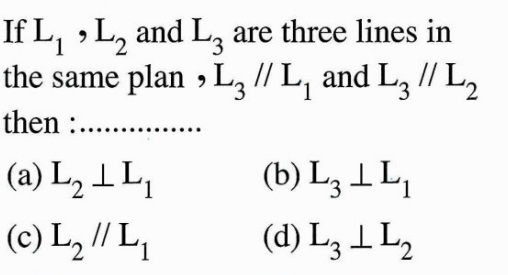 If L₁ , L₂ and L₃ are three lines in
the same plan , L₃ // L₁ and L₃ // L₂
then :...............
(a) L₂ ⊥ L₁ (b) L₃ ⊥ L₁
(c) L₂ // L₁ (d) L₃ ⊥ L₂